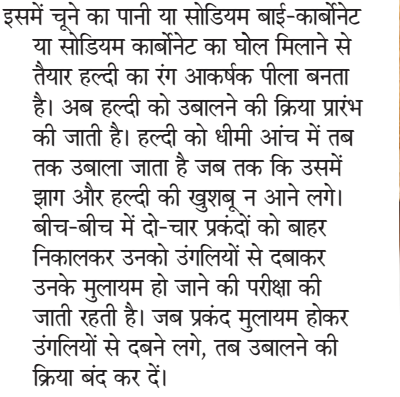 इसमें चूने का पानी या सोडियम बाई-कार्बोनेट
या सोडियम कार्बोनेट का घोेल मिलाने से
तैयार हल्दी का रंग आकर्षक पीला बनता
है। अब हल्दी को उबालने की क्रिया प्रारंभ
की जाती है। हल्दी को धीमी आंच में तब
तक उबाला जाता है जब तक कि उसमें
झाग और हल्दी की खुशबू न आने लगे।
बीच-बीच में दो-चार प्रकंदों को बाहर
निकालकर उनको उंगलियों से दबाकर
उनके मुलायम हो जाने की परीक्षा की
जाती रहती है। जब प्रकंद मुलायम होकर
उंगलियों से दबने लगे, तब उबालने की
क्रिया बंद कर दें।